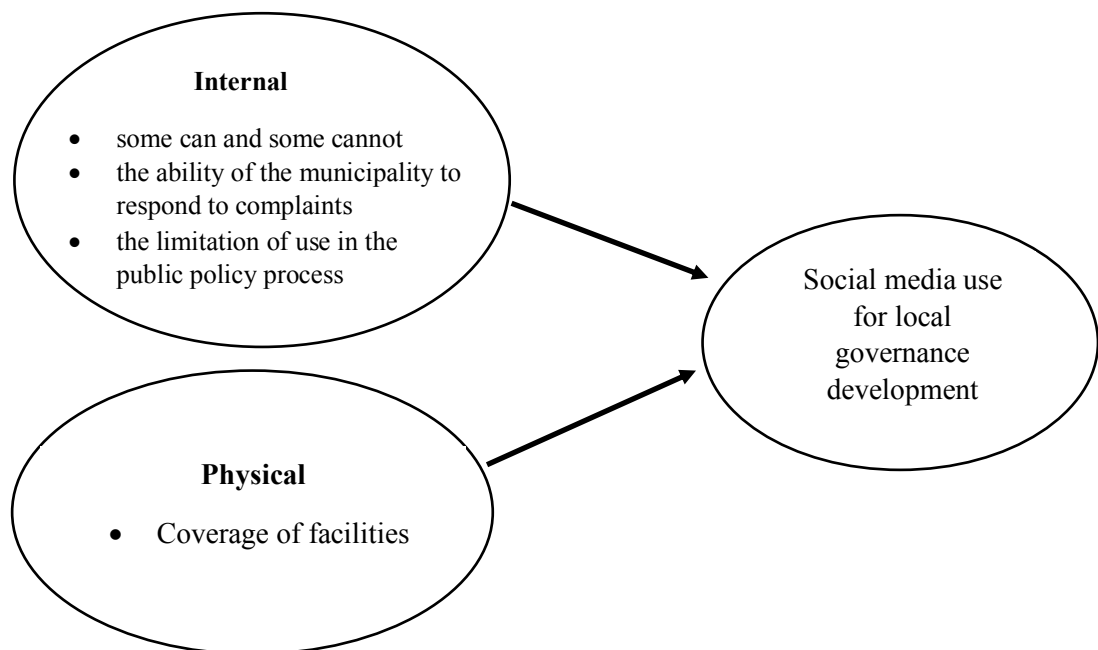 Internal
• some can and some cannot
• the ability of the municipality to
respond to complaints
• the limitation of use in the
public policy process
Social media use
for local
governance
development
Physical
• Coverage of facilities